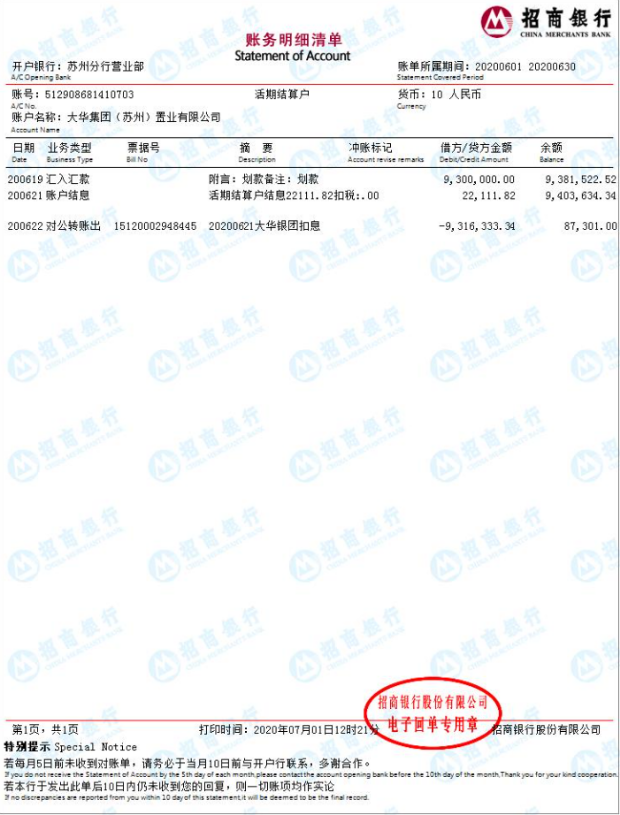 招商银行
CHINA MERCHANTS BANK
账务明细清单
Statement of Account
开户银行：苏州分行营业部 账单所属期间：20200601 20200630
A/C Opening Bank Statement Covered Period
账号：512908681410703 活期结算户 货币：10 人民币
A/C No. Currency
账户名称：大华集团（苏州）置业有限公司
Account Name
日期 业务类型 票据号 摘 要 冲账标记 借方/贷方金额 余额
Date Business Type Bill No Description Account revise remarks Debit/Credit Amount Balance
200619 汇入汇款 附言：划款备注：划款 9,300,000.00 9,381,522.52
200621 账户结息 活期结算户结息22111.82扣税:.00 22,111.82 9,403,634.34
200622 对公转账出 15120002948445 20200621大华银团扣息 -9,316,333.34 87,301.00
招商银行股份有限公司
电子回单专用章
第1页，共1页 打印时间：2020年07月01日12时21分 招商银行股份有限公司
特别提示 Special Notice
若每月5日前未收到对账单，请务必于当月10日前与开户行联系，多谢合作。
If you do not receive the Statement of Account by the 5th day of each month,please contact the account opening bank before the 10th day of the month,Thank you for your kind cooperation.
若本行于发出此单后10日内仍未收到您的回复，则一切账项均作实论
If no discrepancies are reported from you within 10 day of this statement,it will be deemed to be the final record.